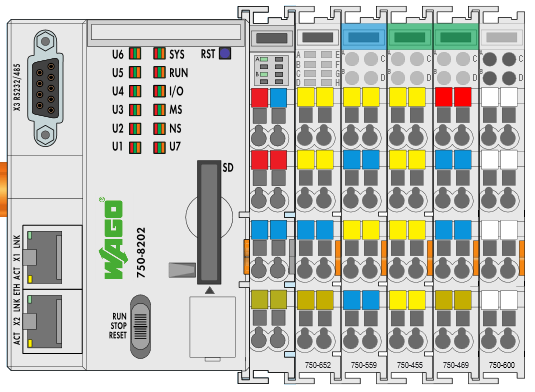 X3 RS232/485
U6 SYS RST
U5 RUN
U4 I/O
U3 MS
U2 NS
U1 U7
SD
WAGO
750-8202
X1 LNK
ACT
LNK ETH
ACT X2
RUN
STOP
RESET
A
B
A E
B F
C G
D H
A C
B D
A C
B D
A C
B D
A C
B D
750-652
750-559
750-455
750-469
750-600